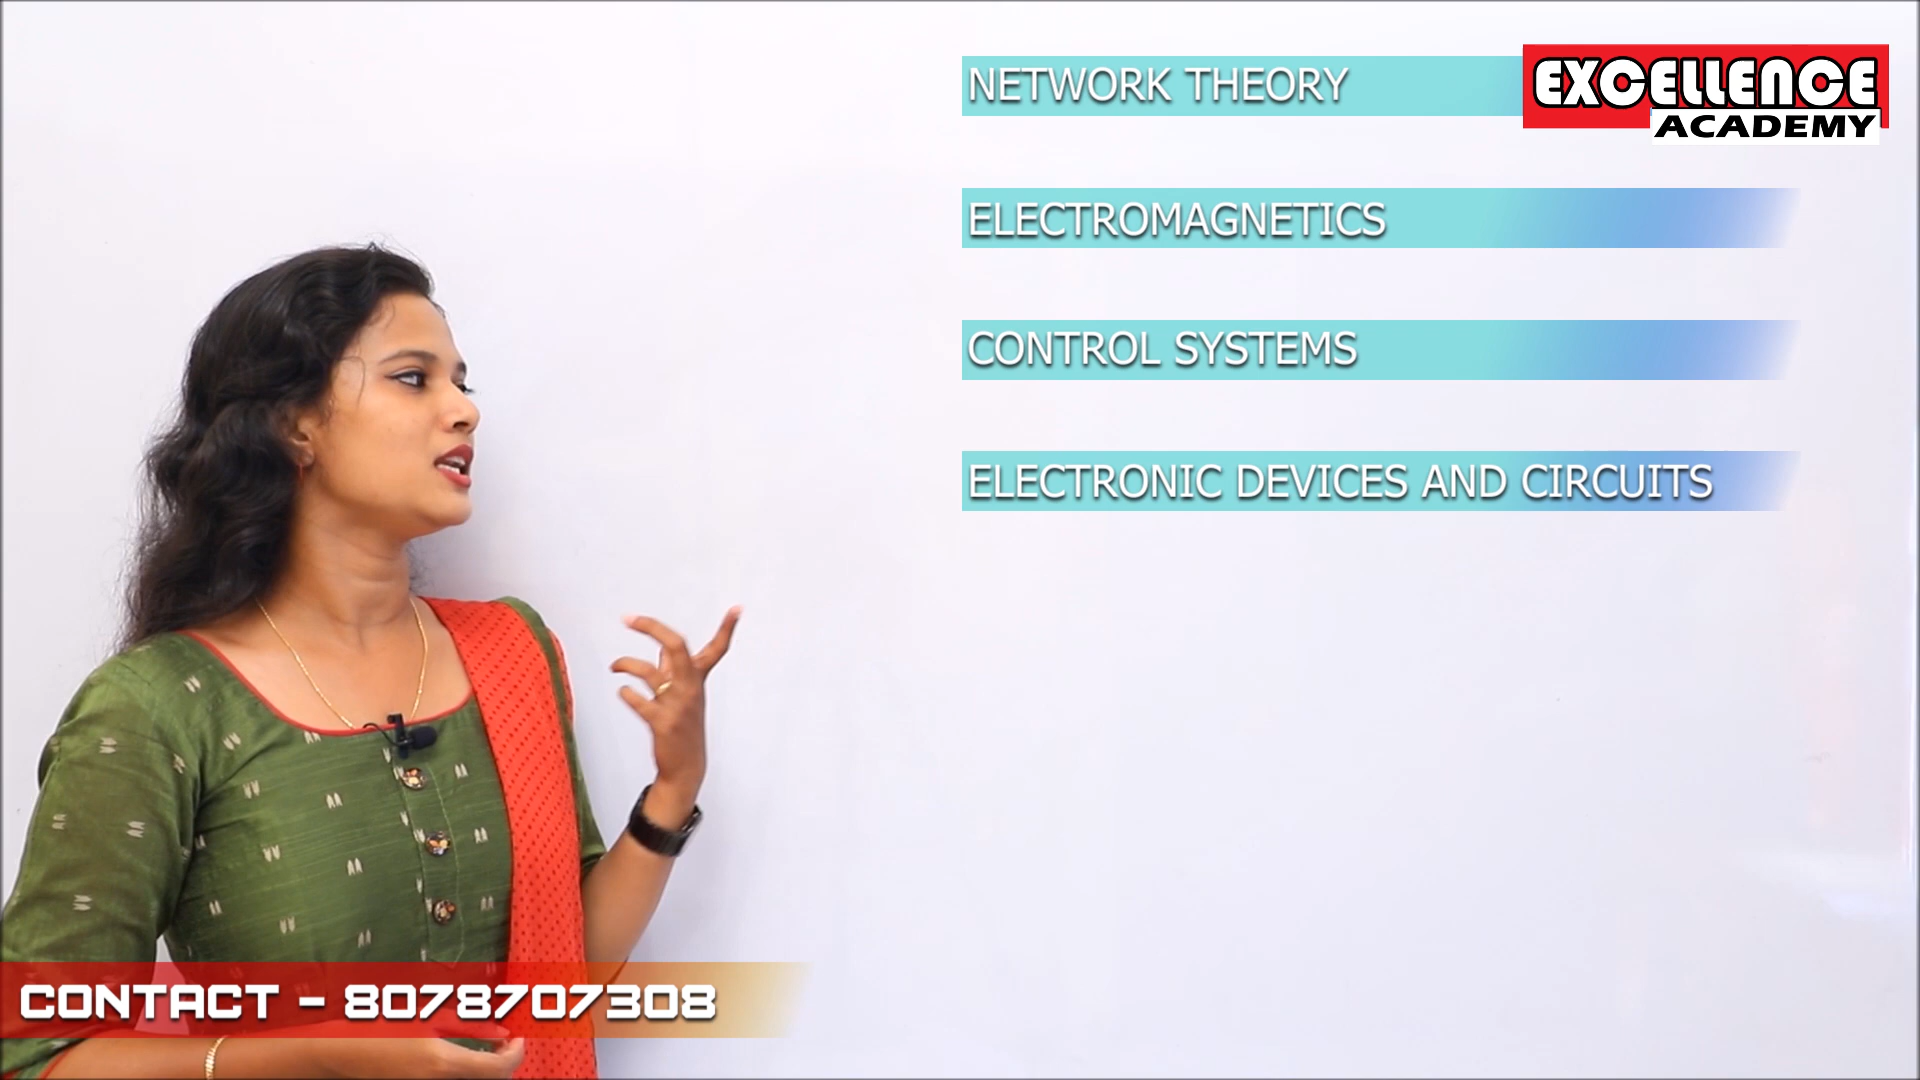 NETWORK THEORY
EXCELLENCE
ACADEMY
ELECTROMAGNETICS
CONTROL SYSTEMS
ELECTRONIC DEVICES AND CIRCUITS
CONTACT - 8078707308